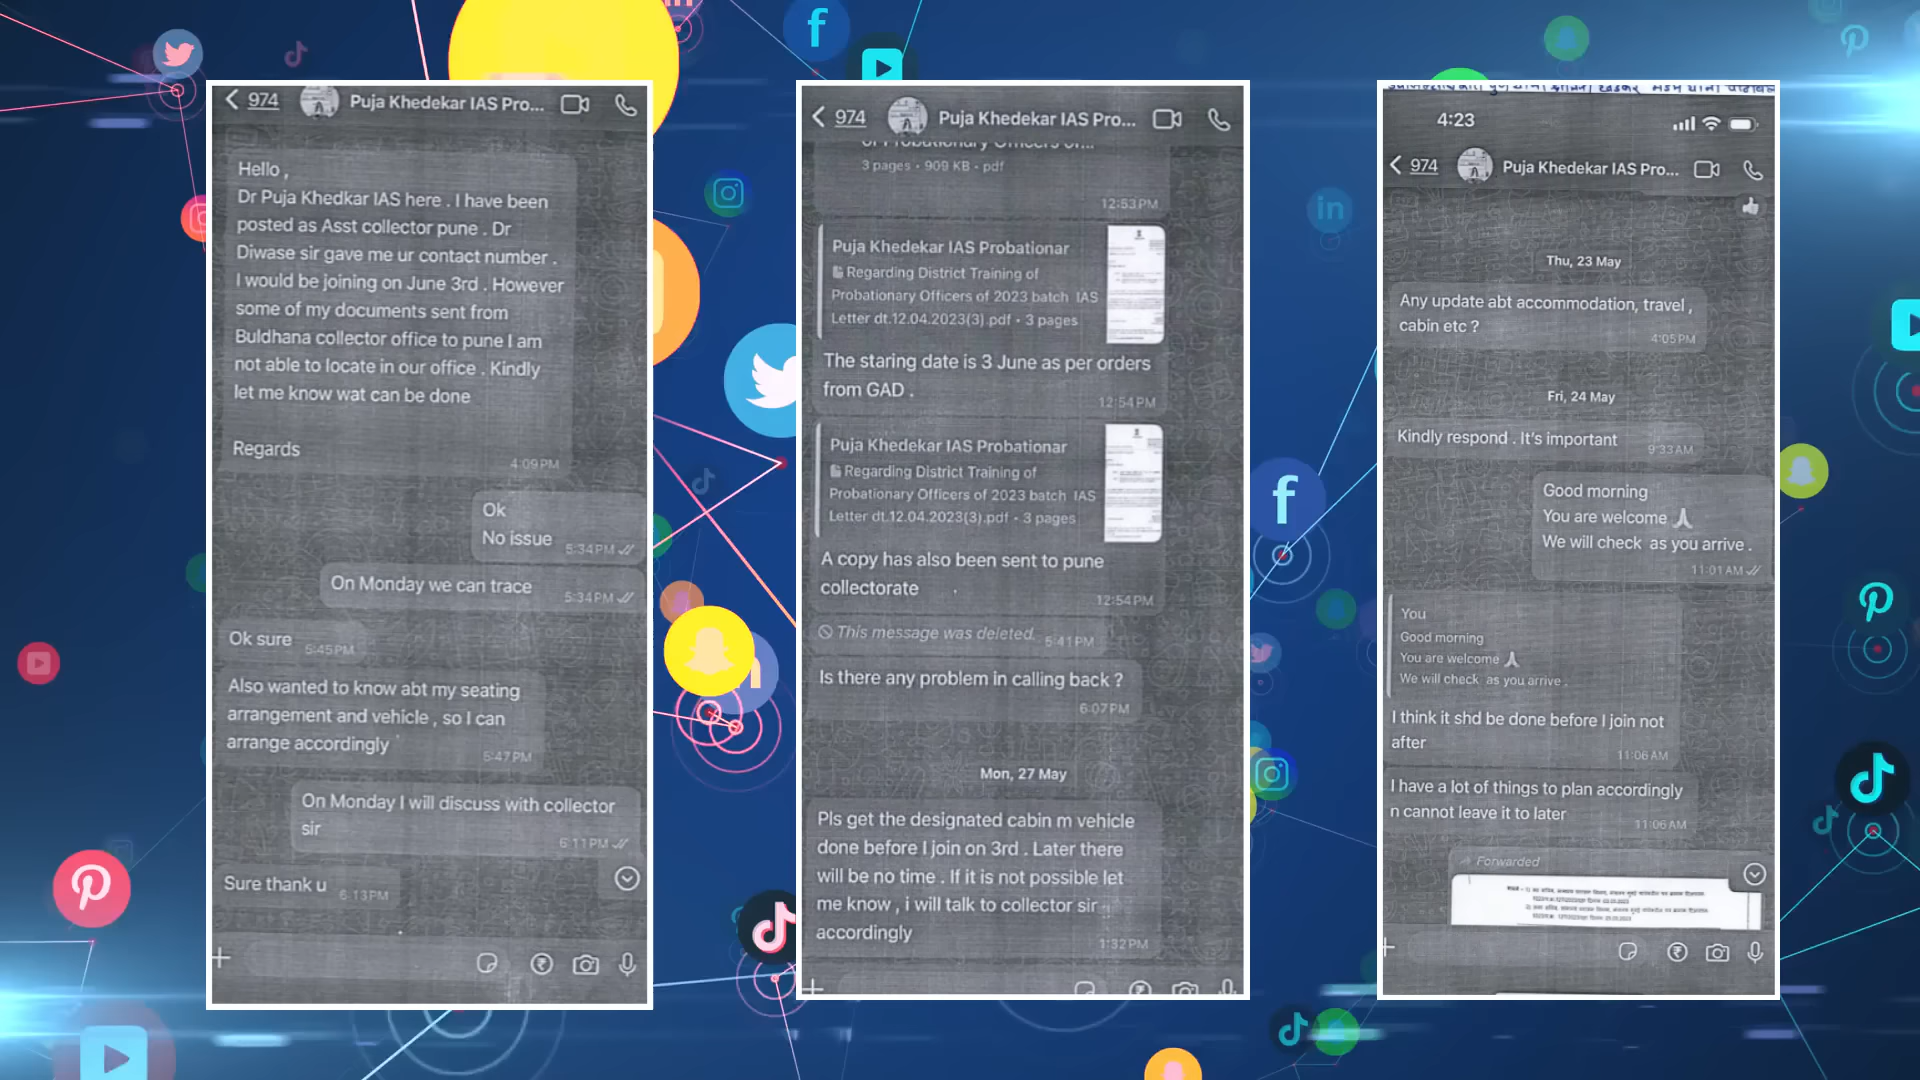 974
Puja Khedekar IAS Pro...
Hello ,
Dr Puja Khedkar IAS here . I have been
posted as Asst collector pune . Dr
Diwase sir gave me ur contact number .
I would be joining on June 3rd . However
some of my documents sent from
Buldhana collector office to pune I am
not able to locate in our office . Kindly
let me know wat can be done
Regards
4:09 PM
Ok
No issue
5:34 PM
On Monday we can trace
5:34 PM
Ok sure
5:45 PM
Also wanted to know abt my seating
arrangement and vehicle , so I can
arrange accordingly
5:47 PM
On Monday I will discuss with collector
sir
6:11 PM
Sure thank u
6:13 PM
974
Puja Khedekar IAS Pro...
of Probationary Officers of...
3 pages • 909 KB • pdf
12:53 PM
Puja Khedekar IAS Probationar
Regarding District Training of
Probationary Officers of 2023 batch IAS
Letter dt.12.04.2023(3).pdf • 3 pages
The staring date is 3 June as per orders
from GAD .
12:54 PM
Puja Khedekar IAS Probationar
Regarding District Training of
Probationary Officers of 2023 batch IAS
Letter dt.12.04.2023(3).pdf • 3 pages
A copy has also been sent to pune
collectorate
12:54 PM
This message was deleted.
5:41 PM
Is there any problem in calling back ?
6:07 PM
Mon, 27 May
Pls get the designated cabin m vehicle
done before I join on 3rd . Later there
will be no time . If it is not possible let
me know , i will talk to collector sir
accordingly
1:32 PM
4:23
974
Puja Khedekar IAS Pro...
Thu, 23 May
Any update abt accommodation, travel ,
cabin etc ?
4:05 PM
Fri, 24 May
Kindly respond . It's important
9:33 AM
Good morning
You are welcome 🙏
We will check as you arrive .
11:01 AM
You
Good morning
You are welcome 🙏
We will check as you arrive .
I think it shd be done before I join not
after
11:06 AM
I have a lot of things to plan accordingly
n cannot leave it to later
11:06 AM
Forwarded